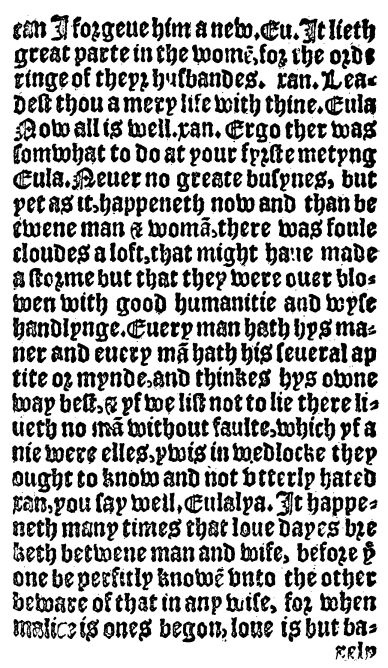 can I forgeue him a new. Eu. It lieth
great parte in the womē, for the orde
ringe of theyr husbandes. xan. Lea-
dest thou a mery life with thine. Eula
Now all is well. xan. Ergo ther was
somwhat to do at your fyrste metyng
Eula. Neuer no greate busynes, but
yet as it, happeneth now and than be
twene man & womā, there was foule
cloudes a loft, that might haue made
a storme but that they were ouer blo-
wen with good humanitie and wyse
handlynge. Euery man hath hys ma-
ner and euery mā hath his seueral ap
tite or mynde, and thinkes hys owne
way best, & yf we list not to lie there li-
ueth no mā without faulte, which yf a
nie were elles, ywis in wedlocke they
ought to know and not vtterly hated
xan, you say well, Eulalya. It happe-
neth many times that loue dayes bre
keth betwene man and wife, before yͤ
one be perfitly knowē vnto the other
beware of that in any wise, for when
malice is ones begon, loue is but ba-
rely